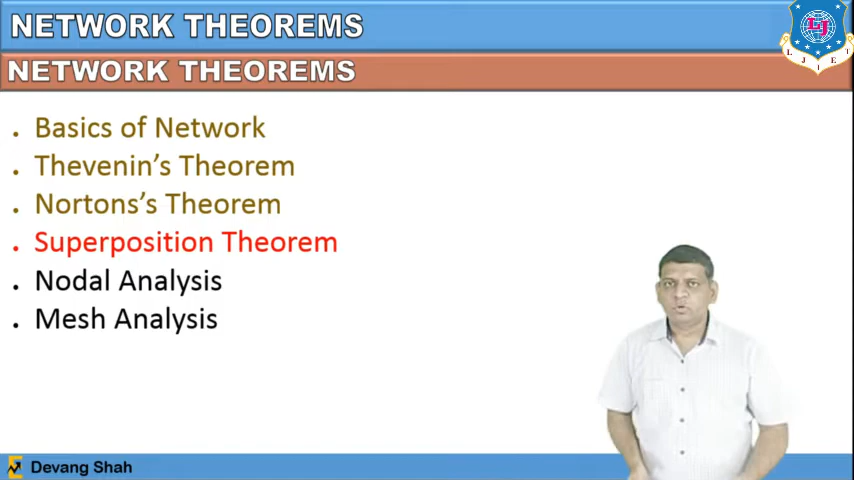 NETWORK THEOREMS
NETWORK THEOREMS
LJ
L J I E T
. Basics of Network
. Thevenin’s Theorem
. Nortons’s Theorem
. Superposition Theorem
. Nodal Analysis
. Mesh Analysis
Devang Shah